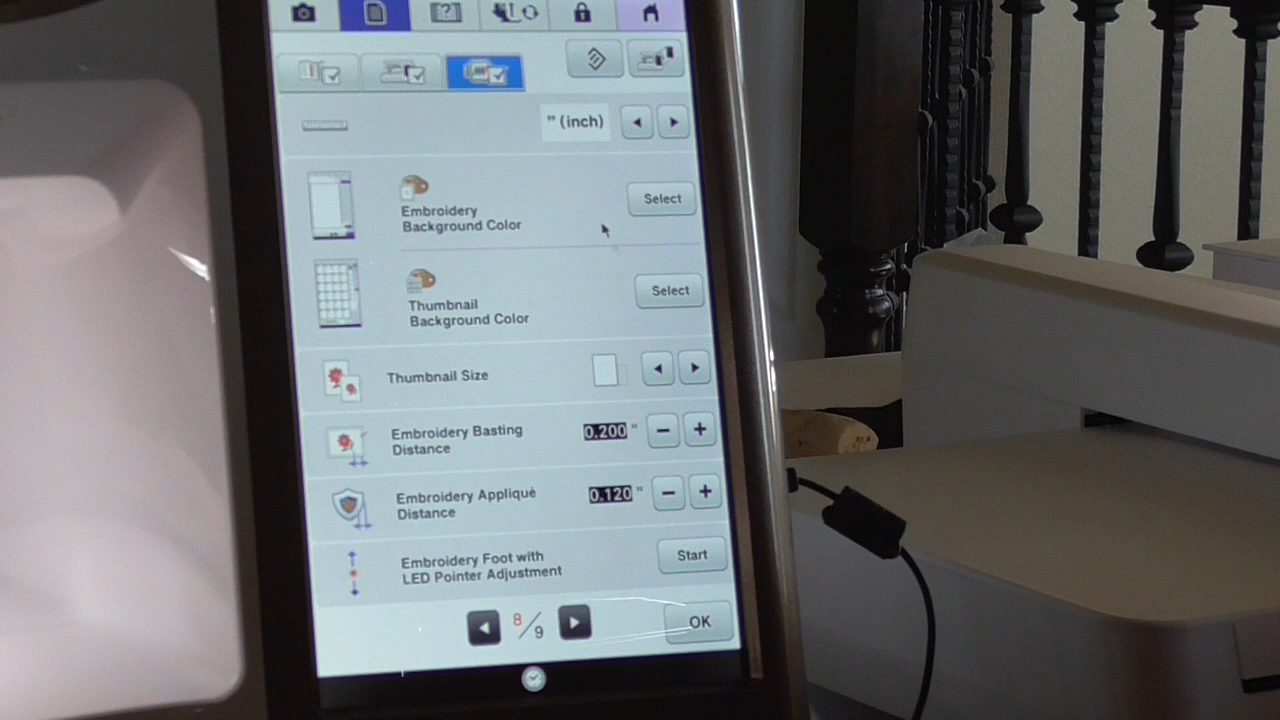 " (inch)
Embroidery
Background Color
Select
Thumbnail
Background Color
Select
Thumbnail Size
Embroidery Basting
Distance
0.200 "
Embroidery Appliqué
Distance
0.120 "
Embroidery Foot with
LED Pointer Adjustment
Start
8/9
OK